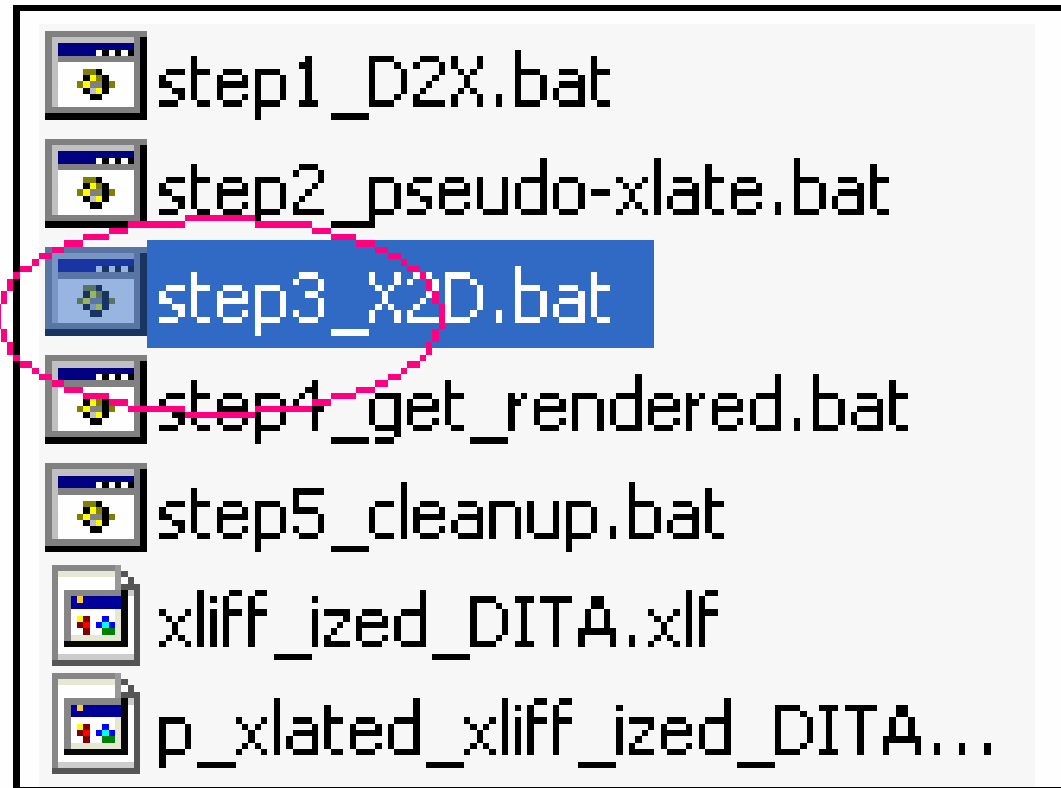 step1_D2X.bat
step2_pseudo-xlate.bat
step3_X2D.bat
step4_get_rendered.bat
step5_cleanup.bat
xliff_ized_DITA.xlf
p_xlated_xliff_ized_DITA...